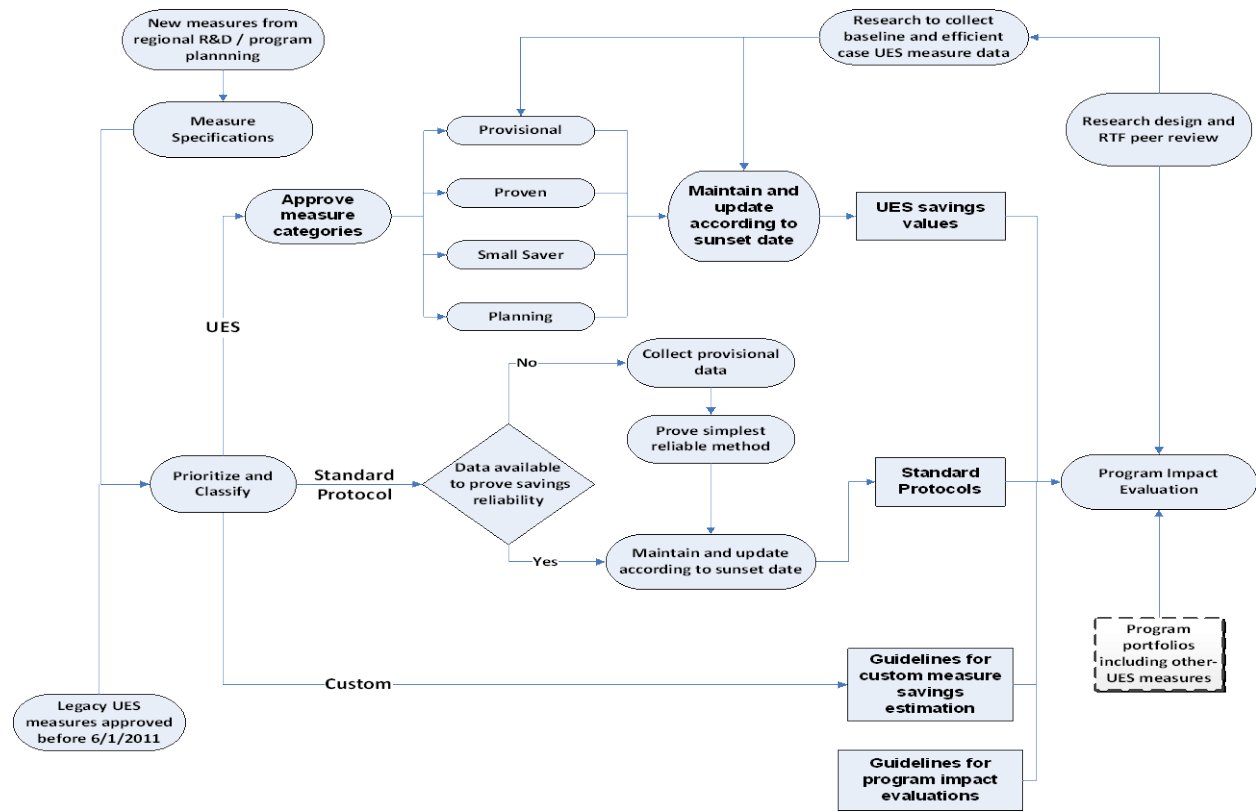 New measures from
regional R&D / program
plannning
Measure
Specifications
Research to collect
baseline and efficient
case UES measure data
Research design and
RTF peer review
Provisional
Approve
measure
categories
Proven
Small Saver
Planning
Maintain and
update
according to
sunset date
UES savings
values
UES
No
Collect provisional
data
Prove simplest
reliable method
Prioritize and
Classify
Standard
Protocol
Data available
to prove savings
reliability
Yes
Maintain and update
according to sunset date
Standard
Protocols
Program Impact
Evaluation
Program
portfolios
including other-
UES measures
Custom
Guidelines for
custom measure
savings
estimation
Legacy UES
measures approved
before 6/1/2011
Guidelines for
program impact
evaluations